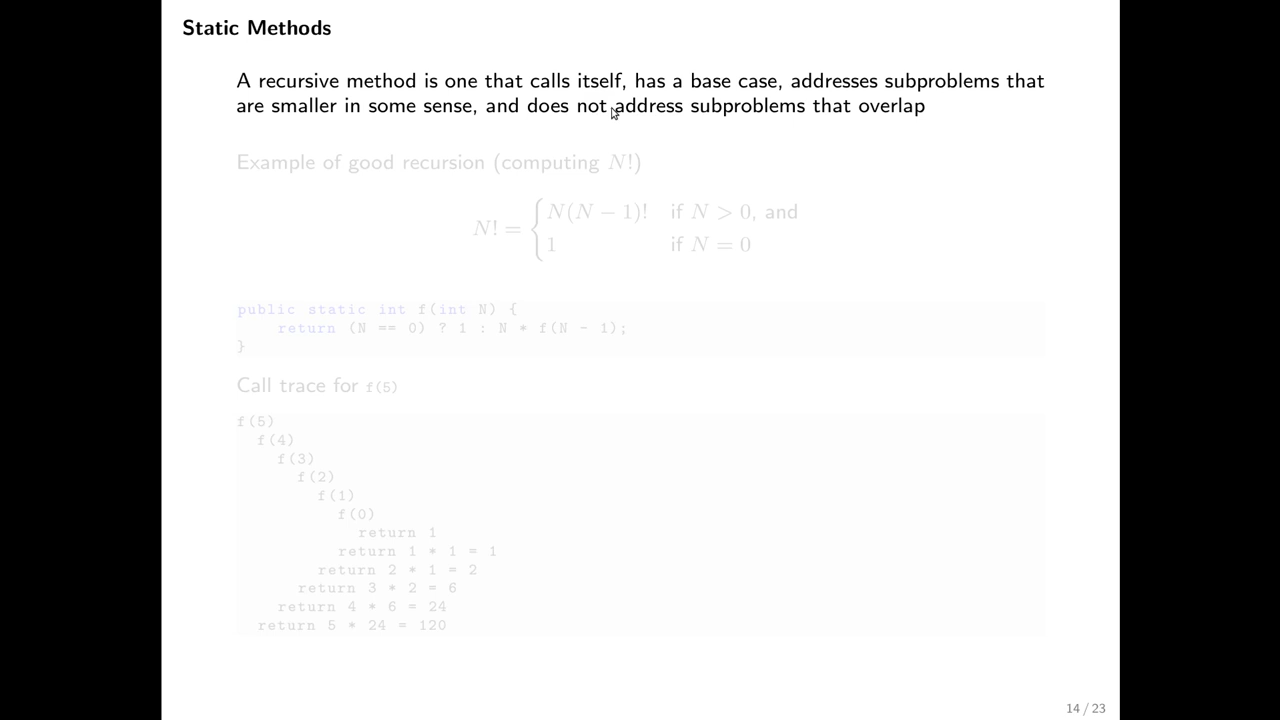 Static Methods
A recursive method is one that calls itself, has a base case, addresses subproblems that
are smaller in some sense, and does not address subproblems that overlap
Example of good recursion (computing N!)
N! = { N(N − 1)! if N > 0, and
1 if N = 0
public static int f(int N) {
    return (N == 0) ? 1 : N * f(N - 1);
}
Call trace for f(5)
f(5)
  f(4)
    f(3)
      f(2)
        f(1)
          f(0)
            return 1
          return 1 * 1 = 1
        return 2 * 1 = 2
      return 3 * 2 = 6
    return 4 * 6 = 24
  return 5 * 24 = 120
14 / 23